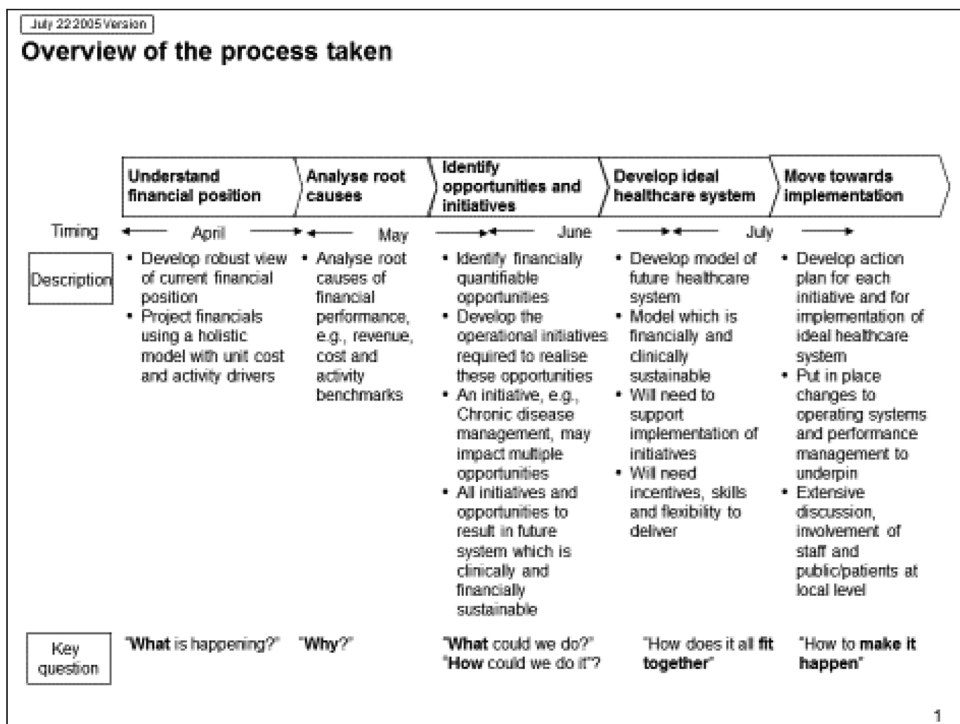 July 22 2005 Version
Overview of the process taken
Understand
financial position
Analyse root
causes
Identify
opportunities and
initiatives
Develop ideal
healthcare system
Move towards
implementation
Timing
April
May
June
July
Description
• Develop robust view
of current financial
position
• Project financials
using a holistic
model with unit cost
and activity drivers
• Analyse root
causes of
financial
performance,
e.g., revenue,
cost and
activity
benchmarks
• Identify financially
quantifiable
opportunities
• Develop the
operational initiatives
required to realise
these opportunities
• An initiative, e.g.,
Chronic disease
management, may
impact multiple
opportunities
• All initiatives and
opportunities to
result in future
system which is
clinically and
financially
sustainable
• Develop model of
future healthcare
system
• Model which is
financially and
clinically
sustainable
• Will need to
support
implementation of
initiatives
• Will need
incentives, skills
and flexibility to
deliver
• Develop action
plan for each
initiative and for
implementation of
ideal healthcare
system
• Put in place
changes to
operating systems
and performance
management to
underpin
• Extensive
discussion,
involvement of
staff and
public/patients at
local level
Key
question
"What is happening?"
"Why?"
"What could we do?"
"How could we do it"?
"How does it all fit
together"
"How to make it
happen"
1